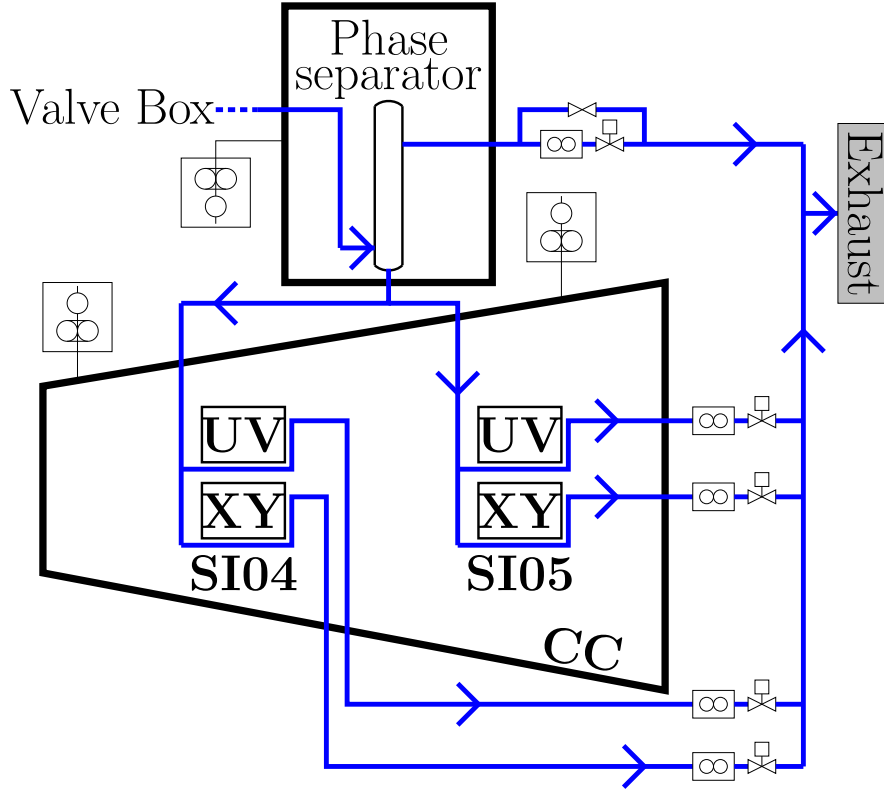 Phase
separator
Valve Box
Exhaust
UV
UV
XY
XY
SI04
SI05
CC